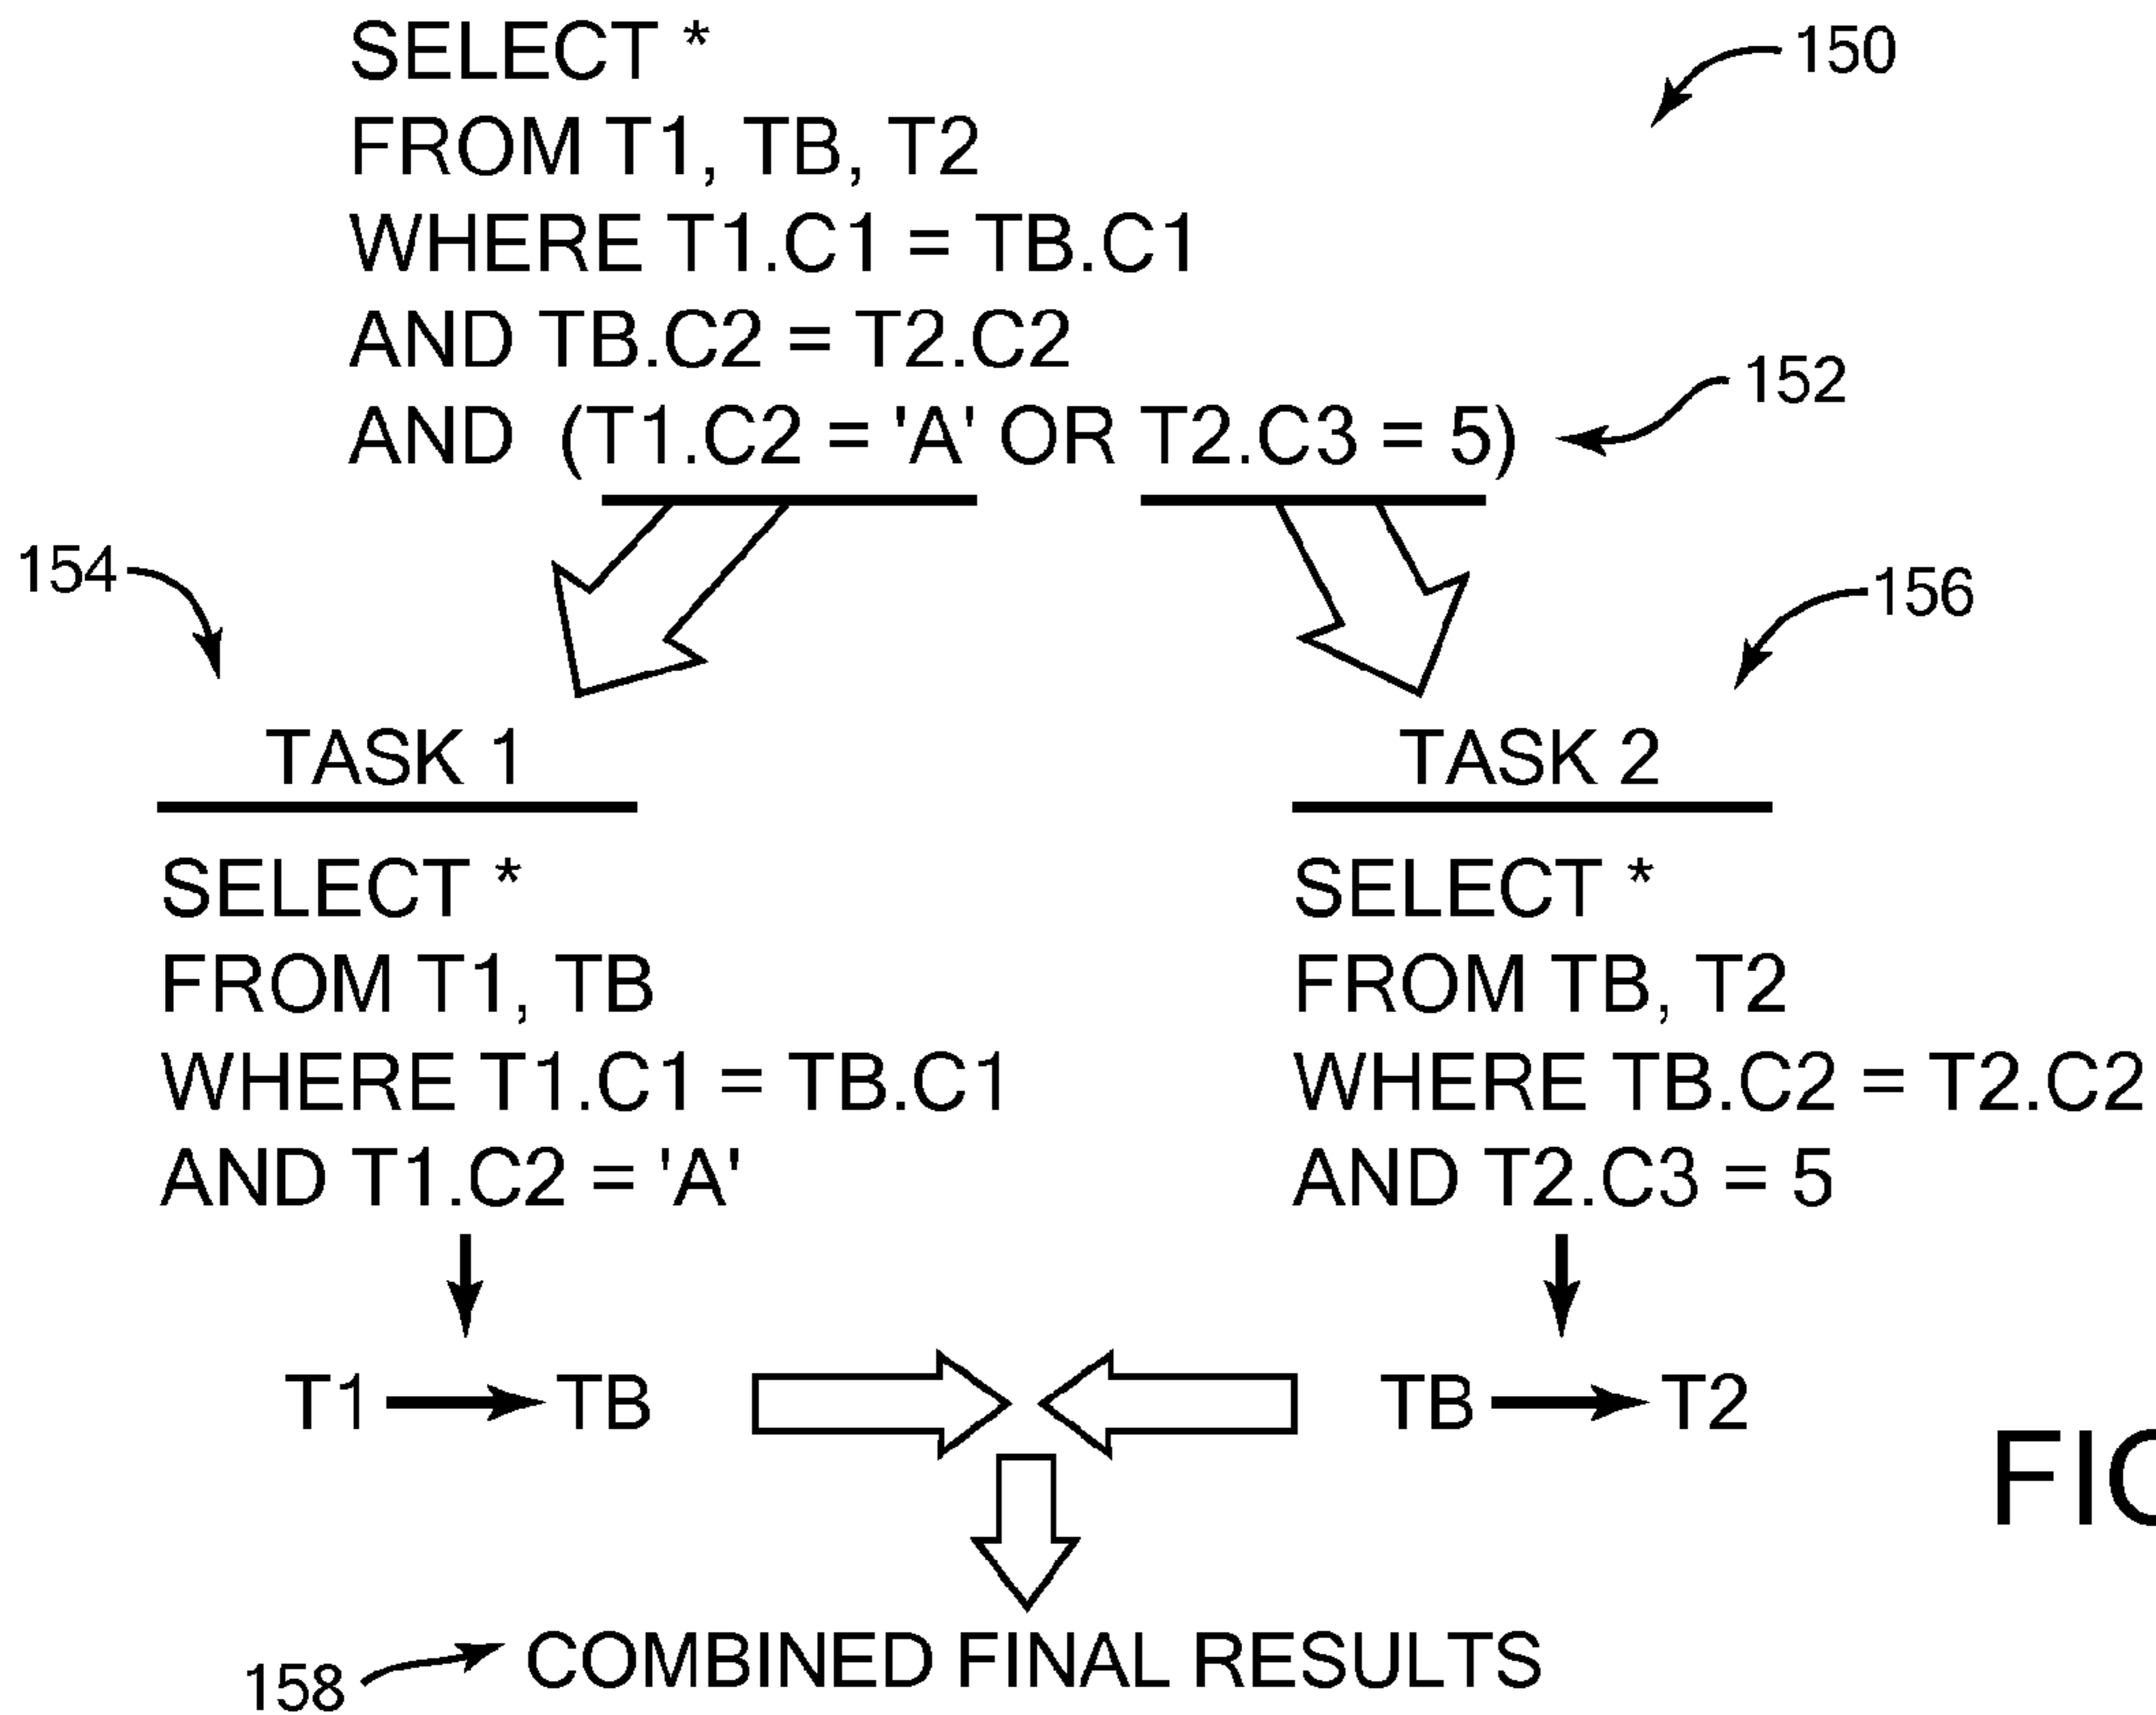 SELECT *
150
FROM T1, TB, T2
WHERE T1.C1 = TB.C1
AND TB.C2 = T2.C2
152
AND (T1.C2 = 'A' OR T2.C3 = 5)
154
156
TASK 1
SELECT *
FROM T1, TB
WHERE T1.C1 = TB.C1
AND T1.C2 = 'A'
T1 TB
TASK 2
SELECT *
FROM TB, T2
WHERE TB.C2 = T2.C2
AND T2.C3 = 5
TB T2
158
COMBINED FINAL RESULTS